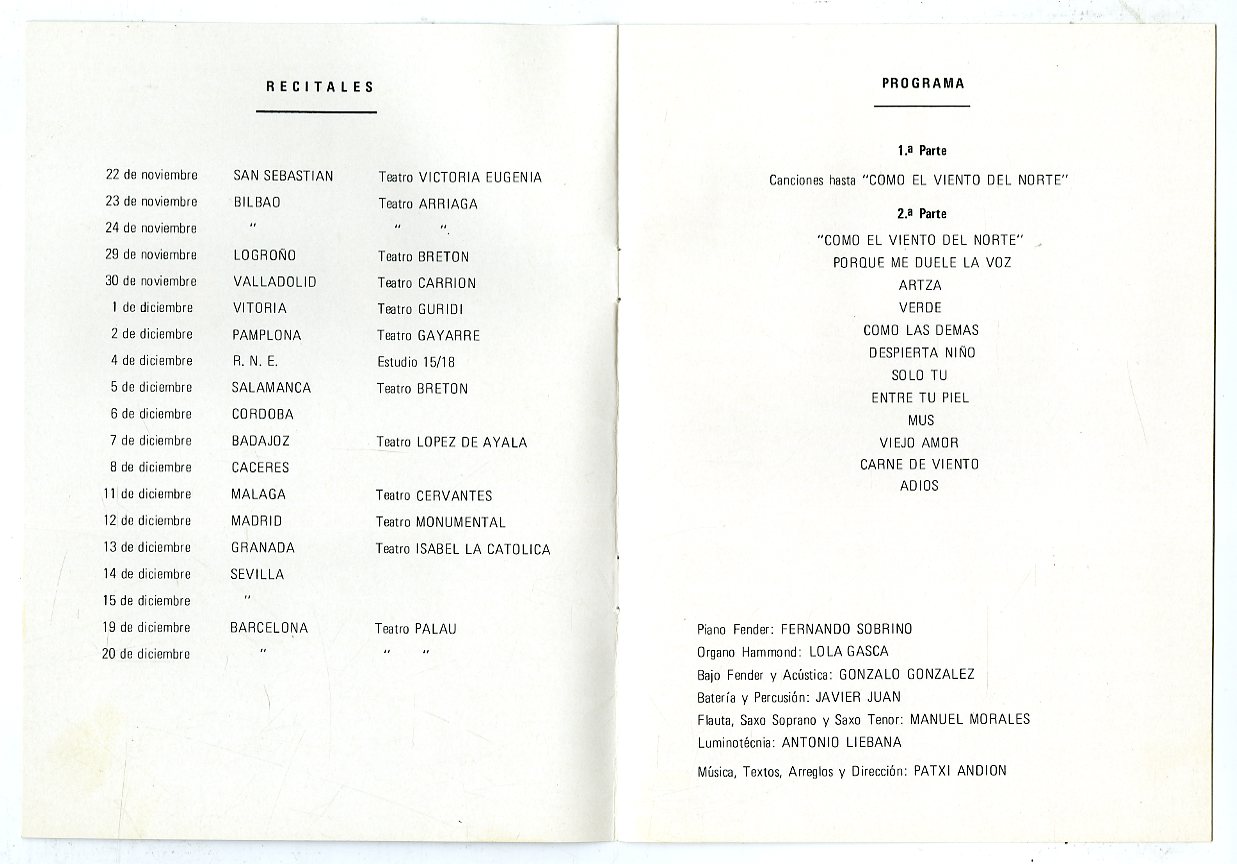 RECITALES
22 de noviembre SAN SEBASTIAN Teatro VICTORIA EUGENIA
23 de noviembre BILBAO Teatro ARRIAGA
24 de noviembre " " "
29 de noviembre LOGROÑO Teatro BRETON
30 de noviembre VALLADOLID Teatro CARRION
1 de diciembre VITORIA Teatro GURIDI
2 de diciembre PAMPLONA Teatro GAYARRE
4 de diciembre R. N. E. Estudio 15/18
5 de diciembre SALAMANCA Teatro BRETON
6 de diciembre CORDOBA
7 de diciembre BADAJOZ Teatro LOPEZ DE AYALA
8 de diciembre CACERES
11 de diciembre MALAGA Teatro CERVANTES
12 de diciembre MADRID Teatro MONUMENTAL
13 de diciembre GRANADA Teatro ISABEL LA CATOLICA
14 de diciembre SEVILLA
15 de diciembre "
19 de diciembre BARCELONA Teatro PALAU
20 de diciembre " " "
PROGRAMA
1.ª Parte
Canciones hasta "COMO EL VIENTO DEL NORTE"
2.ª Parte
"COMO EL VIENTO DEL NORTE"
PORQUE ME DUELE LA VOZ
ARTZA
VERDE
COMO LAS DEMAS
DESPIERTA NIÑO
SOLO TU
ENTRE TU PIEL
MUS
VIEJO AMOR
CARNE DE VIENTO
ADIOS
Piano Fender: FERNANDO SOBRINO
Organo Hammond: LOLA GASCA
Bajo Fender y Acústica: GONZALO GONZALEZ
Batería y Percusión: JAVIER JUAN
Flauta, Saxo Soprano y Saxo Tenor: MANUEL MORALES
Luminotécnia: ANTONIO LIEBANA
Música, Textos, Arreglos y Dirección: PATXI ANDION